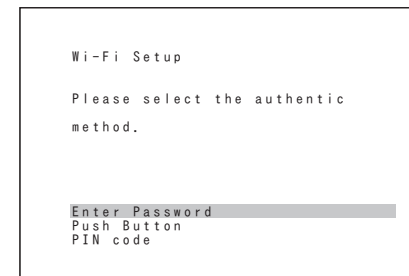 Wi-Fi Setup
Please select the authentic
method.
Enter Password
Push Button
PIN code